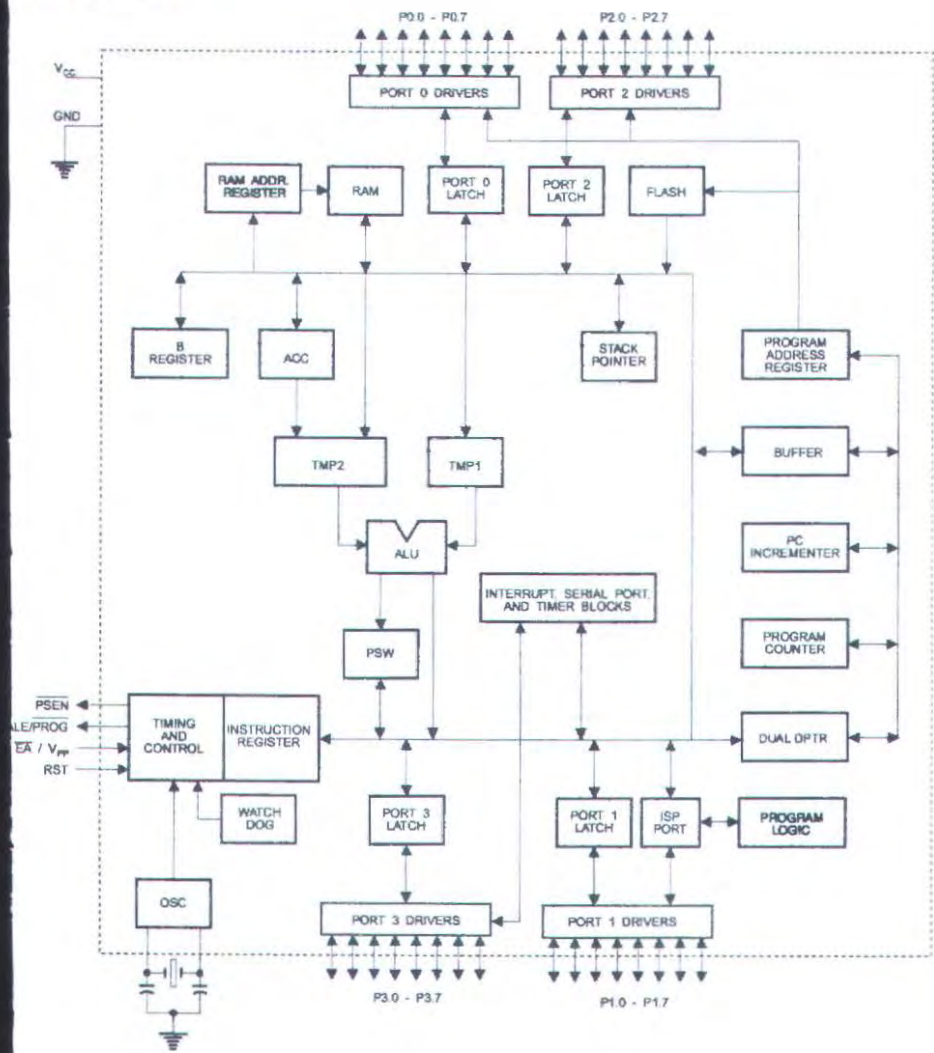 P0.0 - P0.7
P2.0 - P2.7
VCC
PORT 0 DRIVERS
PORT 2 DRIVERS
GND
RAM ADDR.
REGISTER
RAM
PORT 0
LATCH
PORT 2
LATCH
FLASH
B
REGISTER
ACC
STACK
POINTER
PROGRAM
ADDRESS
REGISTER
TMP2
TMP1
BUFFER
ALU
PC
INCREMENTER
INTERRUPT, SERIAL PORT,
AND TIMER BLOCKS
PSW
PROGRAM
COUNTER
PSEN
ALE/PROG
EA / VPP
RST
TIMING
AND
CONTROL
INSTRUCTION
REGISTER
DUAL DPTR
WATCH
DOG
PORT 3
LATCH
PORT 1
LATCH
ISP
PORT
PROGRAM
LOGIC
OSC
PORT 3 DRIVERS
PORT 1 DRIVERS
P3.0 - P3.7
P1.0 - P1.7